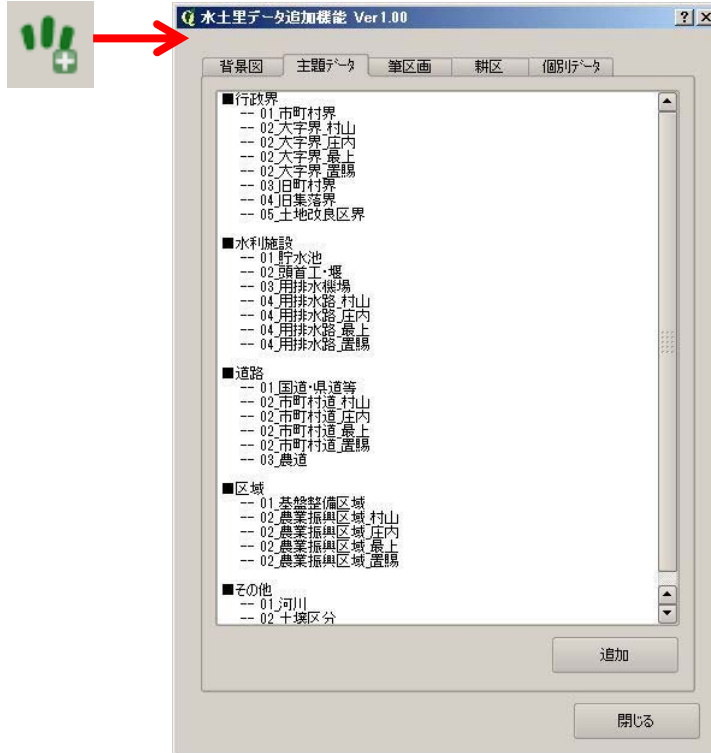 水土里データ追加機能 Ver1.00
背景図 主題データ 筆区画 耕区 個別データ
■行政界
-- 01_市町村界
-- 02_大字界_村山
-- 02_大字界_庄内
-- 02_大字界_最上
-- 02_大字界_置賜
-- 03_旧町村界
-- 04_旧集落界
-- 05_土地改良区界
■水利施設
-- 01_貯水池
-- 02_頭首工・堰
-- 03_用排水機場
-- 04_用排水路_村山
-- 04_用排水路_庄内
-- 04_用排水路_最上
-- 04_用排水路_置賜
■道路
-- 01_国道・県道等
-- 02_市町村道_村山
-- 02_市町村道_庄内
-- 02_市町村道_最上
-- 02_市町村道_置賜
-- 03_農道
■区域
-- 01_基盤整備区域
-- 02_農業振興区域_村山
-- 02_農業振興区域_庄内
-- 02_農業振興区域_最上
-- 02_農業振興区域_置賜
■その他
-- 01_河川
-- 02_土壌区分
追加
閉じる